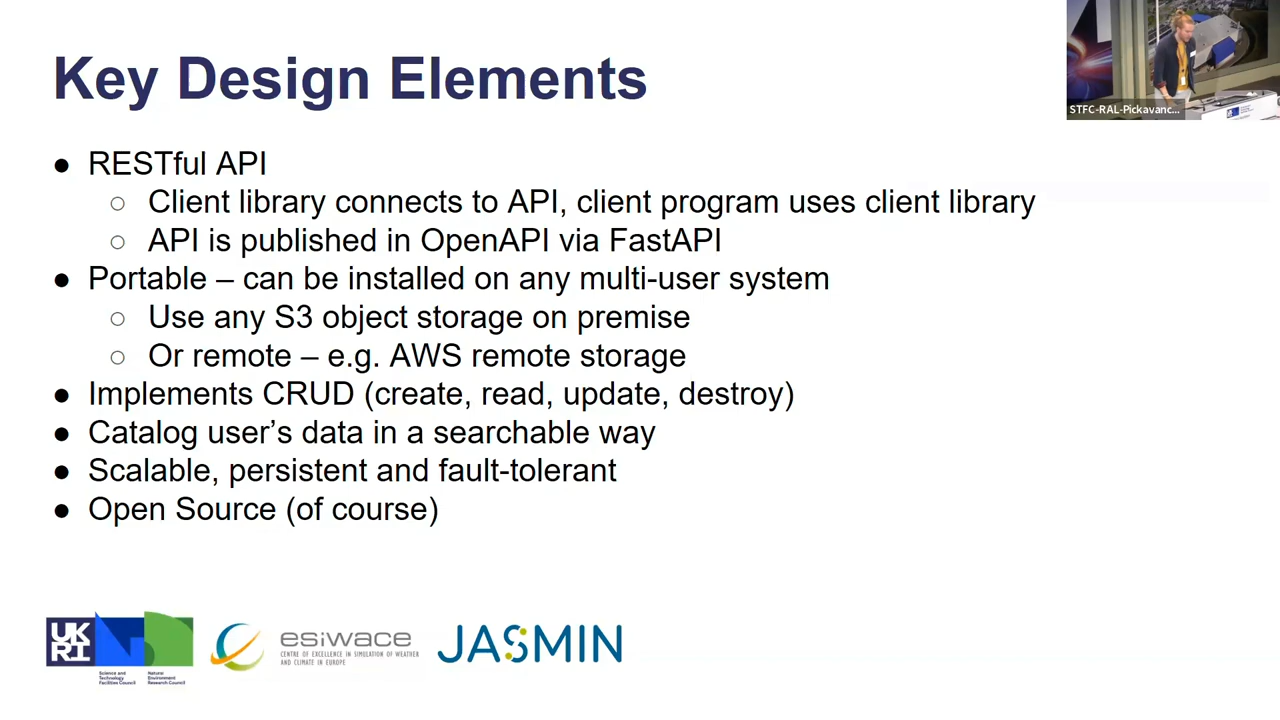 Key Design Elements
STFC-RAL-Pickavanc...
● RESTful API
○ Client library connects to API, client program uses client library
○ API is published in OpenAPI via FastAPI
● Portable – can be installed on any multi-user system
○ Use any S3 object storage on premise
○ Or remote – e.g. AWS remote storage
● Implements CRUD (create, read, update, destroy)
● Catalog user’s data in a searchable way
● Scalable, persistent and fault-tolerant
● Open Source (of course)
UK
RI
Science and
Technology
Facilities Council
Natural
Environment
Research Council
esiwace
CENTRE OF EXCELLENCE IN SIMULATION OF WEATHER
AND CLIMATE IN EUROPE
JASMIN